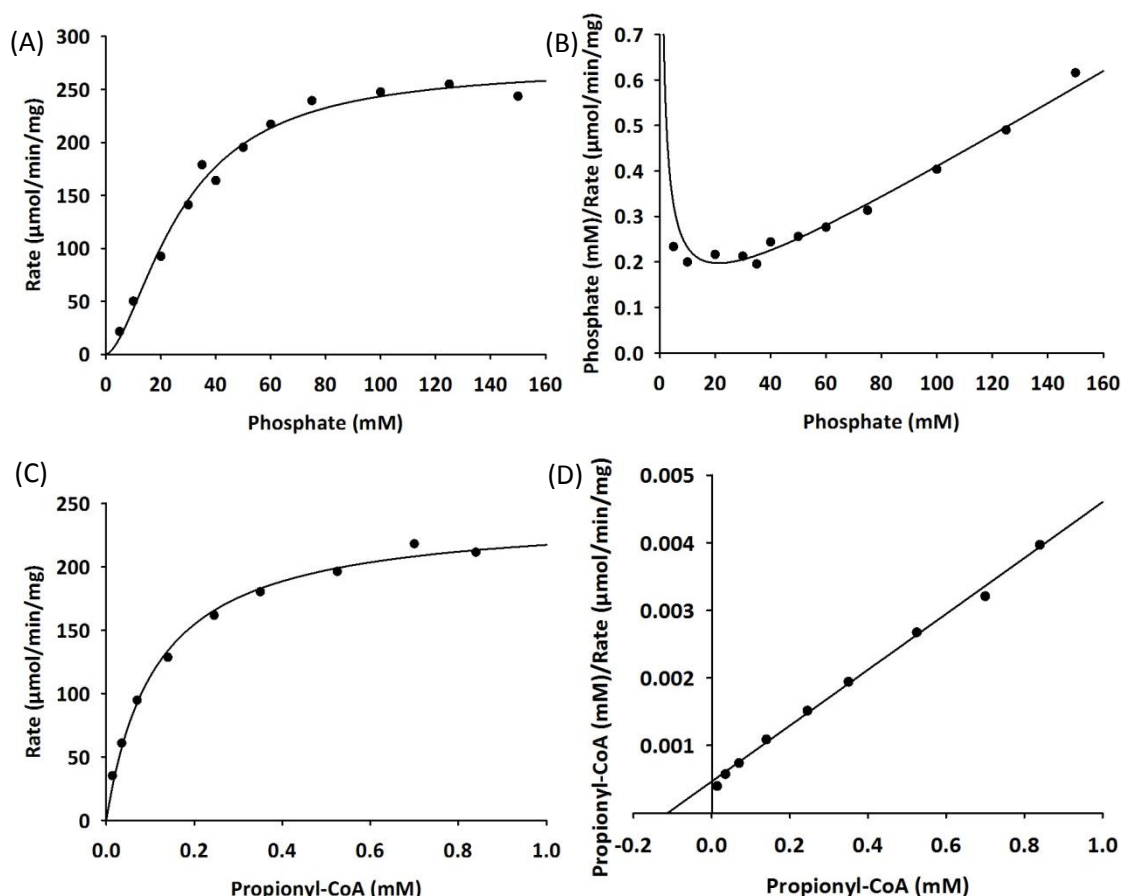 (A)
300
250
200
150
100
50
0
Rate (µmol/min/mg)
0 20 40 60 80 100 120 140 160
Phosphate (mM)
(B)
0.7
0.6
0.5
0.4
0.3
0.2
0.1
0.0
Phosphate (mM)/Rate (µmol/min/mg)
0 20 40 60 80 100 120 140 160
Phosphate (mM)
(C)
250
200
150
100
50
0
Rate (µmol/min/mg)
0.0 0.2 0.4 0.6 0.8 1.0
Propionyl-CoA (mM)
(D)
0.005
0.004
0.003
0.002
0.001
Propionyl-CoA (mM)/Rate (µmol/min/mg)
-0.2 0.0 0.2 0.4 0.6 0.8 1.0
Propionyl-CoA (mM)